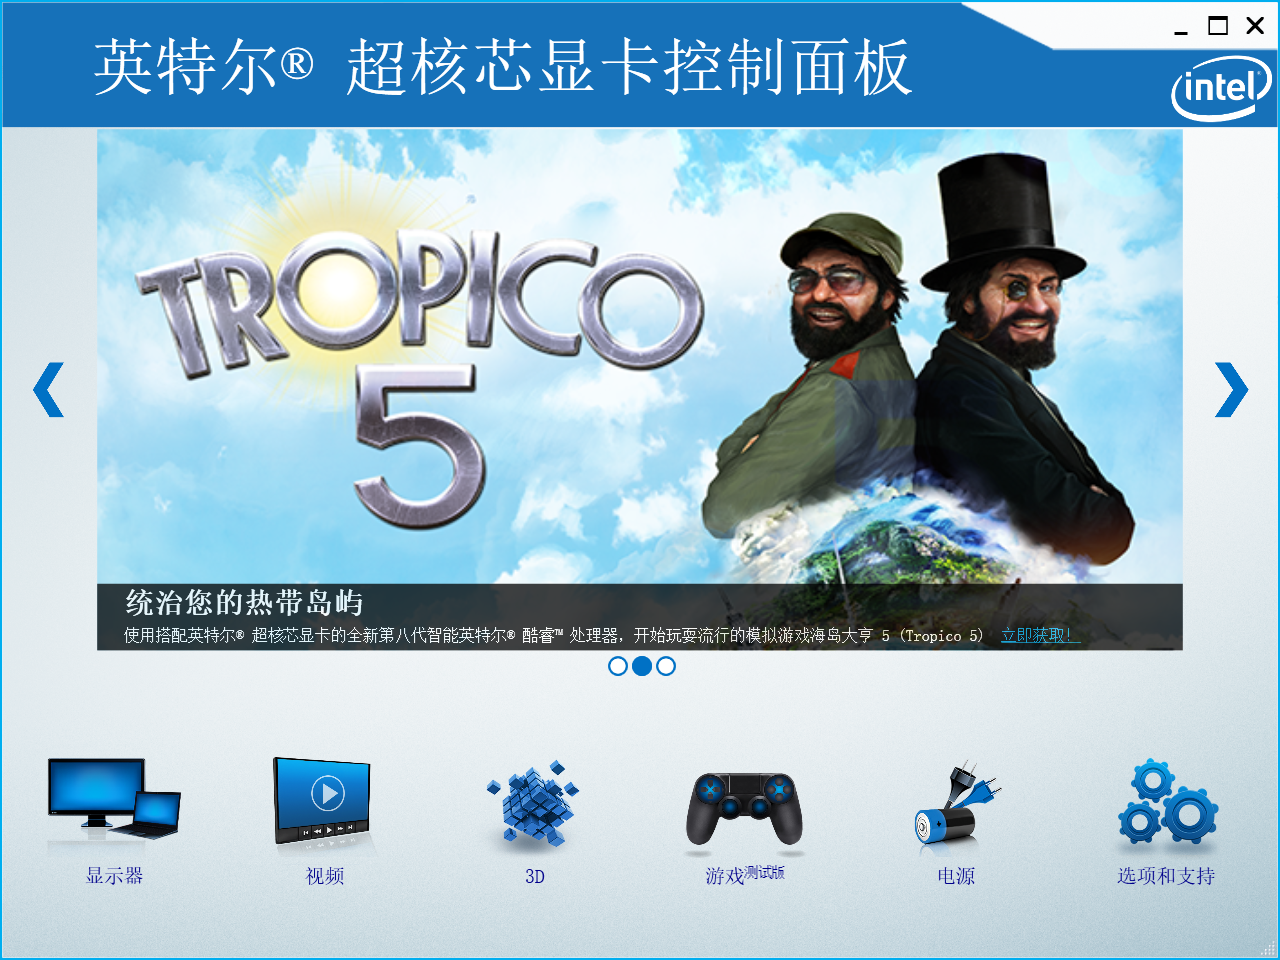 英特尔® 超核芯显卡控制面板
intel
TROPICO
5
统治您的热带岛屿
使用搭配英特尔® 超核芯显卡的全新第八代智能英特尔® 酷睿™ 处理器，开始玩耍流行的模拟游戏海岛大亨 5 (Tropico 5) 立即获取！
显示器
视频
3D
游戏测试版
电源
选项和支持